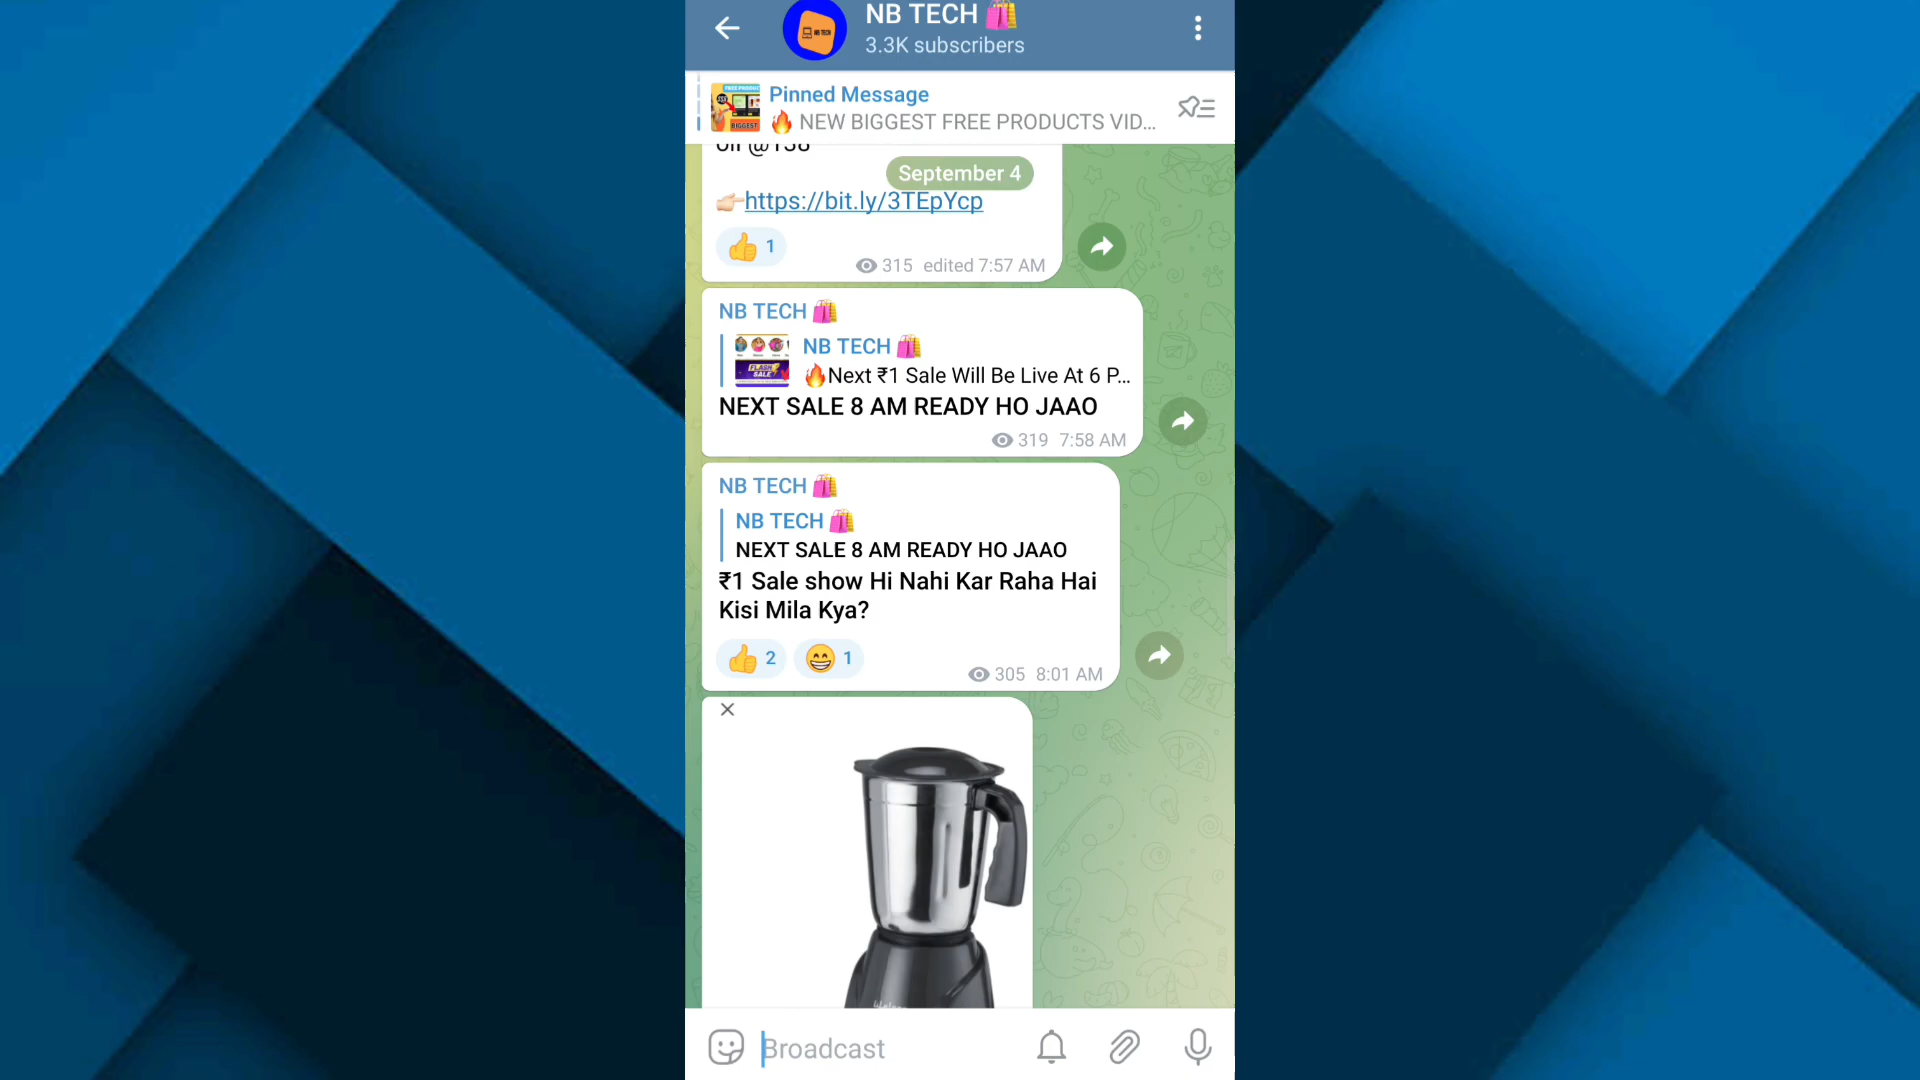 NB TECH 🛍️
3.3K subscribers
Pinned Message
🔥 NEW BIGGEST FREE PRODUCTS VID...
September 4
👉🏻https://bit.ly/3TEpYcp
👍 1
315 edited 7:57 AM
NB TECH 🛍️
NB TECH 🛍️
FLASH SALE
🔥Next ₹1 Sale Will Be Live At 6 P...
NEXT SALE 8 AM READY HO JAAO
319 7:58 AM
NB TECH 🛍️
NB TECH 🛍️
NEXT SALE 8 AM READY HO JAAO
₹1 Sale show Hi Nahi Kar Raha Hai
Kisi Mila Kya?
👍 2 😁 1
305 8:01 AM
Broadcast